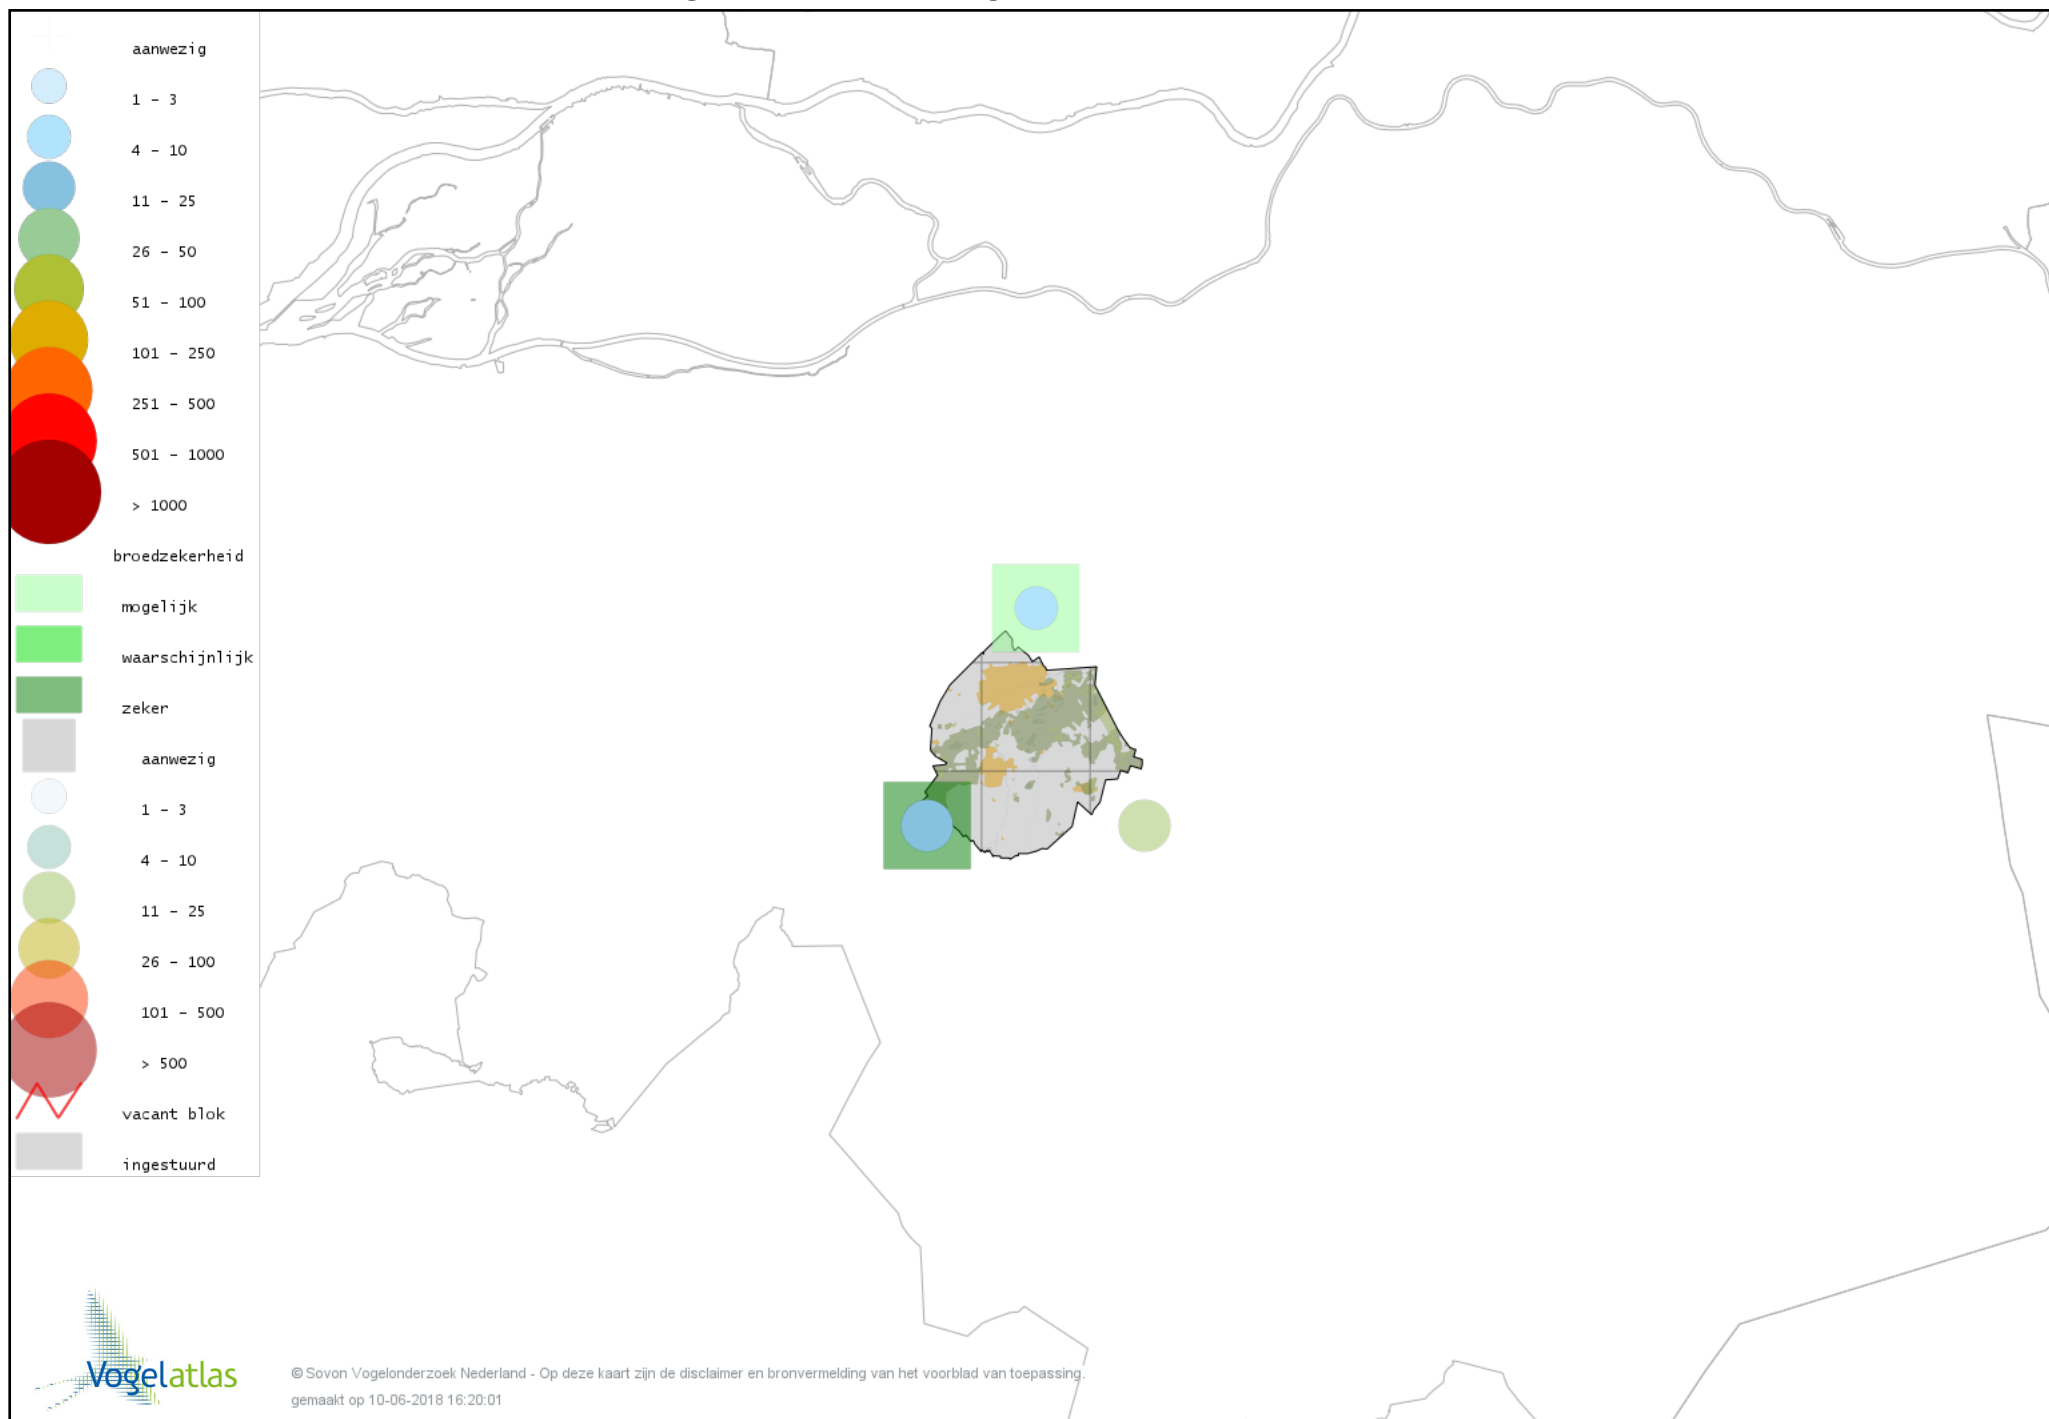 aanwezig
1 - 3
4 - 10
11 - 25
26 - 50
51 - 100
101 - 250
251 - 500
501 - 1000
> 1000
broedzekerheid
mogelijk
waarschijnlijk
zeker
aanwezig
1 - 3
4 - 10
11 - 25
26 - 100
101 - 500
> 500
vacant blok
ingestuurd
Vogelatlas
© Sovon Vogelonderzoek Nederland - Op deze kaart zijn de disclaimer en bronvermelding van het voorblad van toepassing.
gemaakt op 10-06-2018 16:20:01